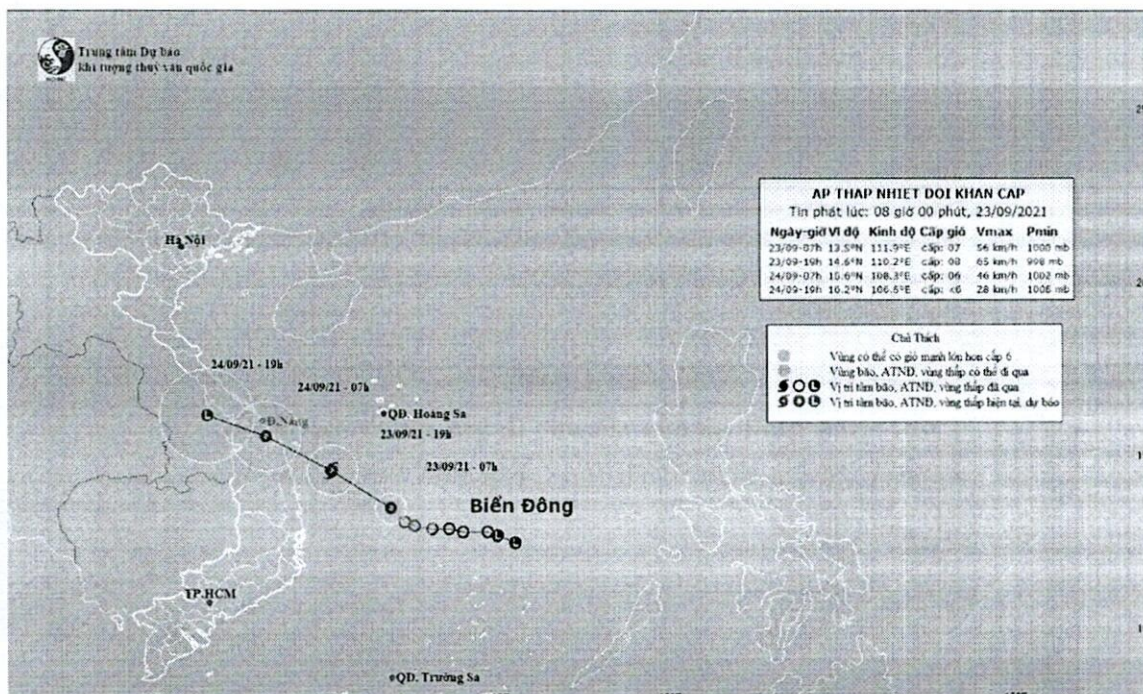 Trung tâm Dự báo
khí tượng thuỷ văn quốc gia
AP THAP NHIET DOI KHAN CAP
Tin phát lúc: 08 giờ 00 phút, 23/09/2021
Ngày-giờ Vĩ độ Kinh độ Cấp gió Vmax Pmin
23/09-07h 13.5°N 111.9°E cấp: 07 56 km/h 1000 mb
23/09-19h 14.6°N 110.2°E cấp: 08 65 km/h 998 mb
24/09-07h 15.6°N 108.3°E cấp: 06 46 km/h 1002 mb
24/09-19h 16.2°N 106.5°E cấp: <6 28 km/h 1006 mb
Chú Thích
Vùng có thể có gió mạnh lớn hơn cấp 6
Vùng bão, ATNĐ, vùng thấp có thể đi qua
Vị trí tâm bão, ATNĐ, vùng thấp đã qua
Vị trí tâm bão, ATNĐ, vùng thấp hiện tại, dự báo
Hà Nội
24/09/21 - 19h
24/09/21 - 07h
Đ.Nẵng
QĐ. Hoàng Sa
23/09/21 - 19h
23/09/21 - 07h
Biển Đông
TP.HCM
QĐ. Trường Sa